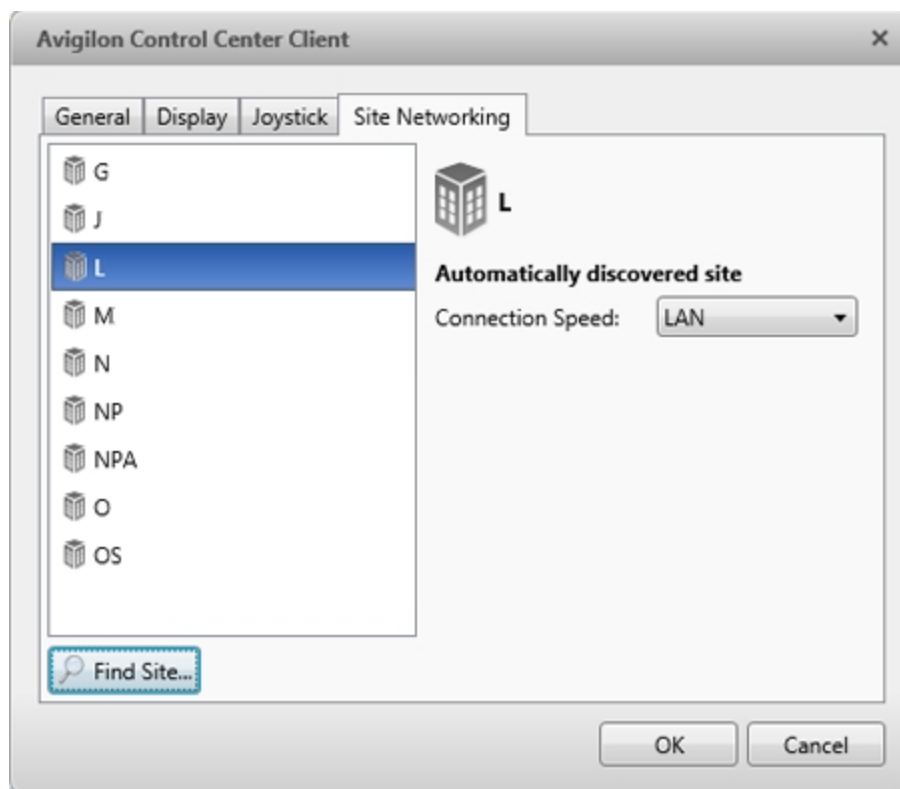 Avigilon Control Center Client
General Display Joystick Site Networking
G
J
L
M
N
NP
NPA
O
OS
L
Automatically discovered site
Connection Speed: LAN
Find Site...
OK Cancel